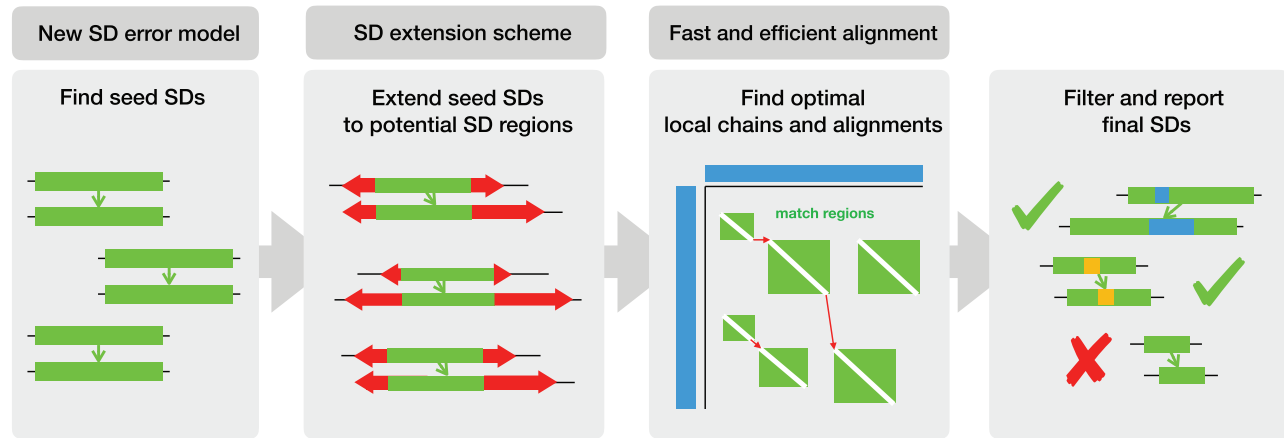 New SD error model
SD extension scheme
Fast and efficient alignment
Find seed SDs
Extend seed SDs
to potential SD regions
Find optimal
local chains and alignments
Filter and report
final SDs
match regions